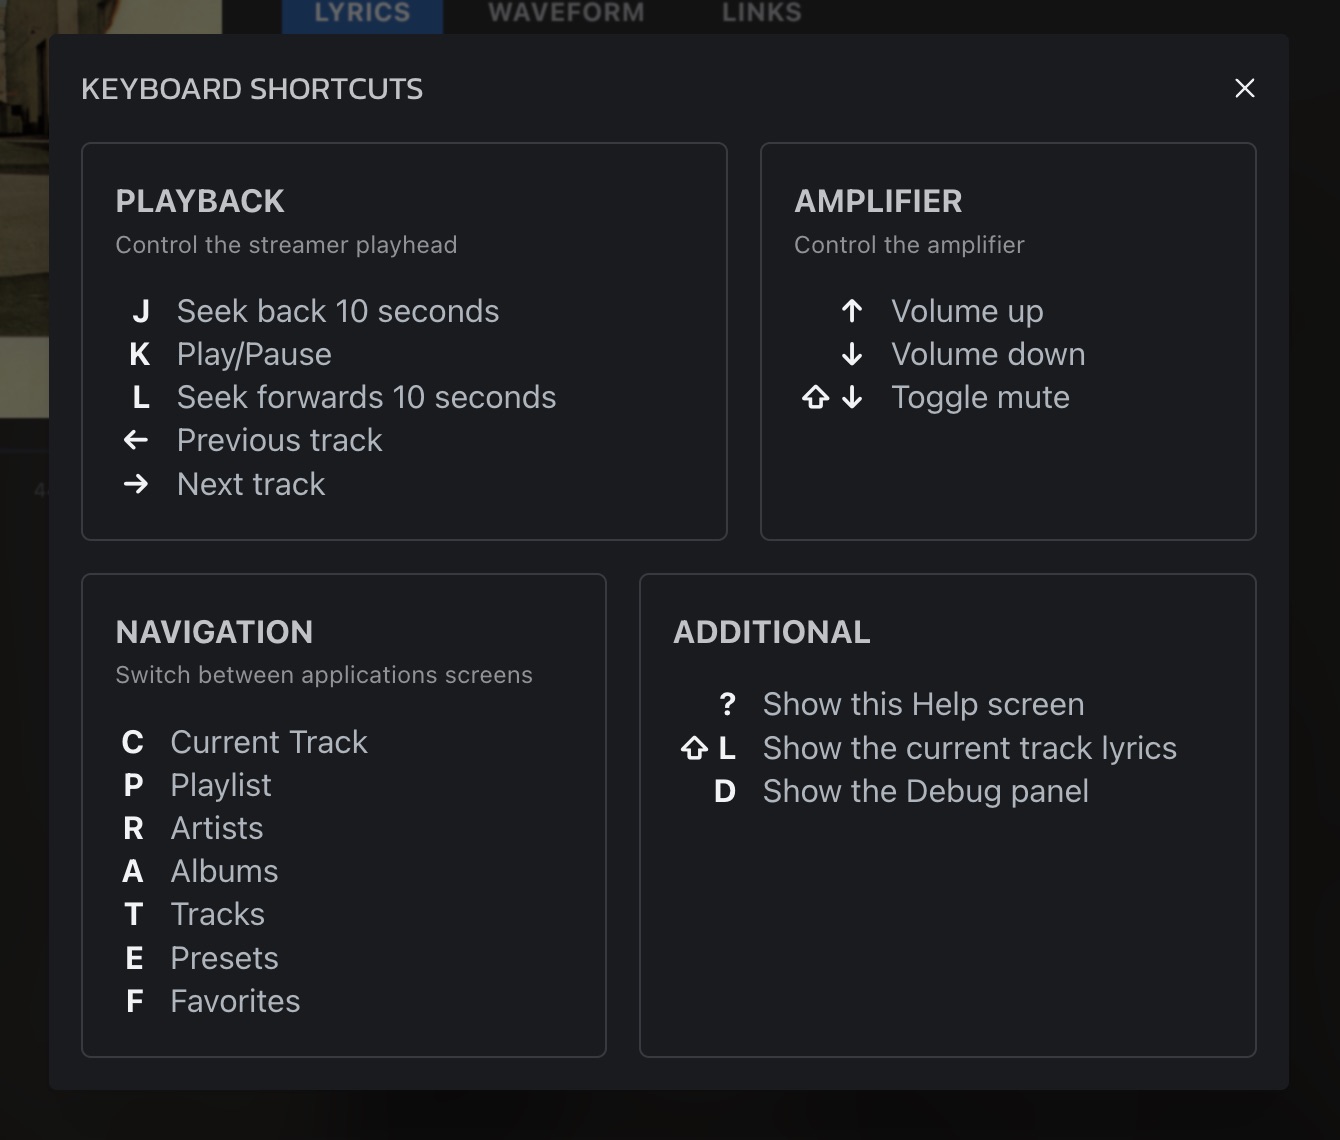 LYRICS WAVEFORM LINKS
KEYBOARD SHORTCUTS
PLAYBACK
Control the streamer playhead
J Seek back 10 seconds
K Play/Pause
L Seek forwards 10 seconds
← Previous track
→ Next track
AMPLIFIER
Control the amplifier
↑ Volume up
↓ Volume down
⇧ ↓ Toggle mute
NAVIGATION
Switch between applications screens
C Current Track
P Playlist
R Artists
A Albums
T Tracks
E Presets
F Favorites
ADDITIONAL
? Show this Help screen
⇧ L Show the current track lyrics
D Show the Debug panel